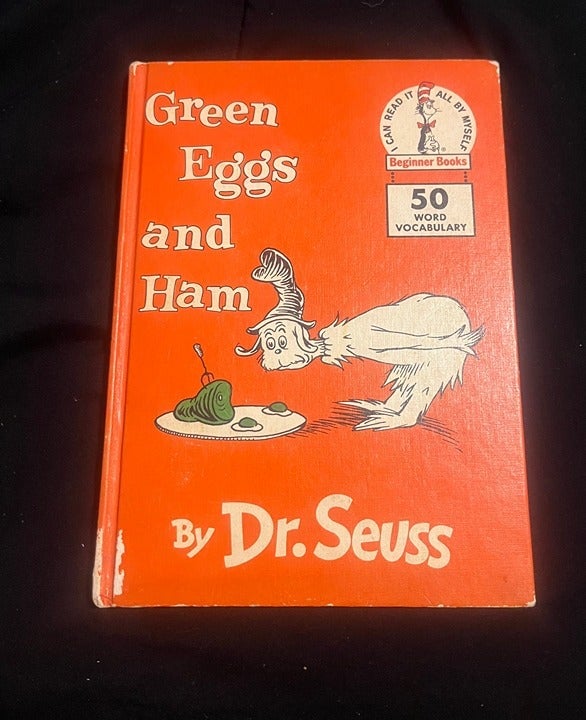 Green
Eggs
and
Ham
I CAN READ IT ALL BY MYSELF
Beginner Books
50
WORD
VOCABULARY
By Dr. Seuss